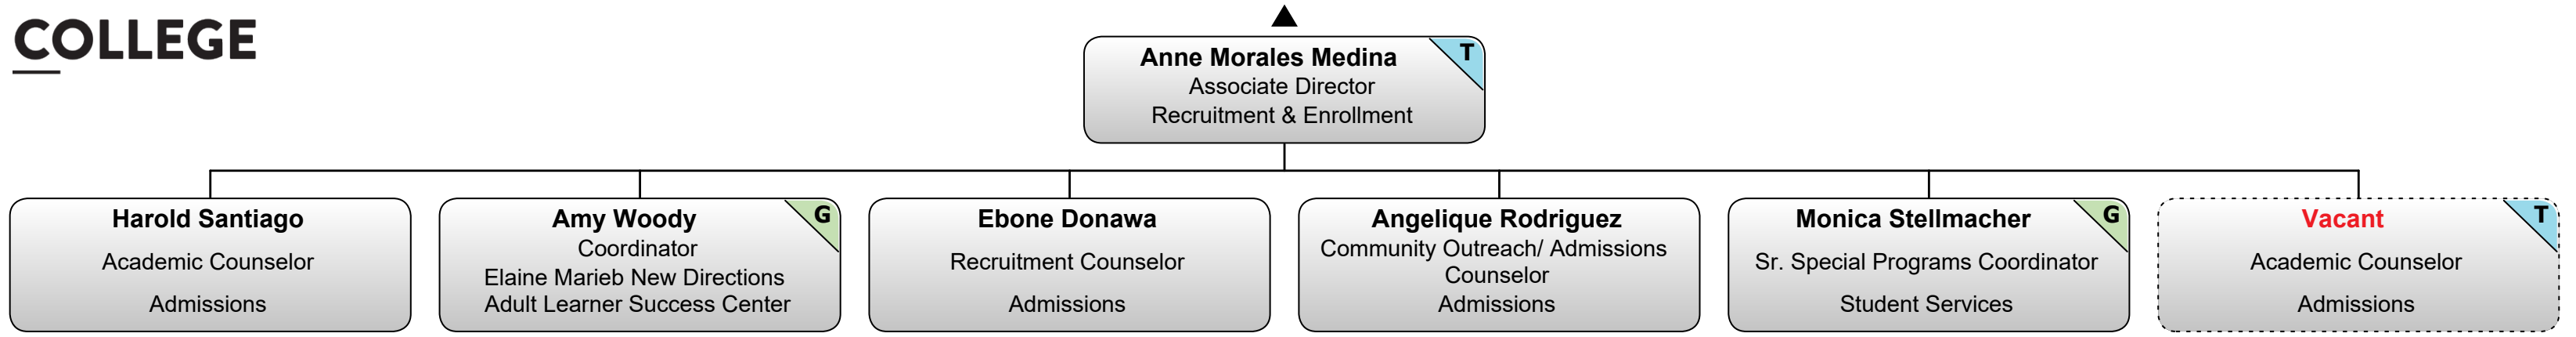 COLLEGE
Anne Morales Medina
T
Associate Director
Recruitment & Enrollment
Harold Santiago
Academic Counselor
Admissions
Amy Woody
G
Coordinator
Elaine Marieb New Directions
Adult Learner Success Center
Ebone Donawa
Recruitment Counselor
Admissions
Angelique Rodriguez
Community Outreach/ Admissions
Counselor
Admissions
Monica Stellmacher
G
Sr. Special Programs Coordinator
Student Services
Vacant
T
Academic Counselor
Admissions